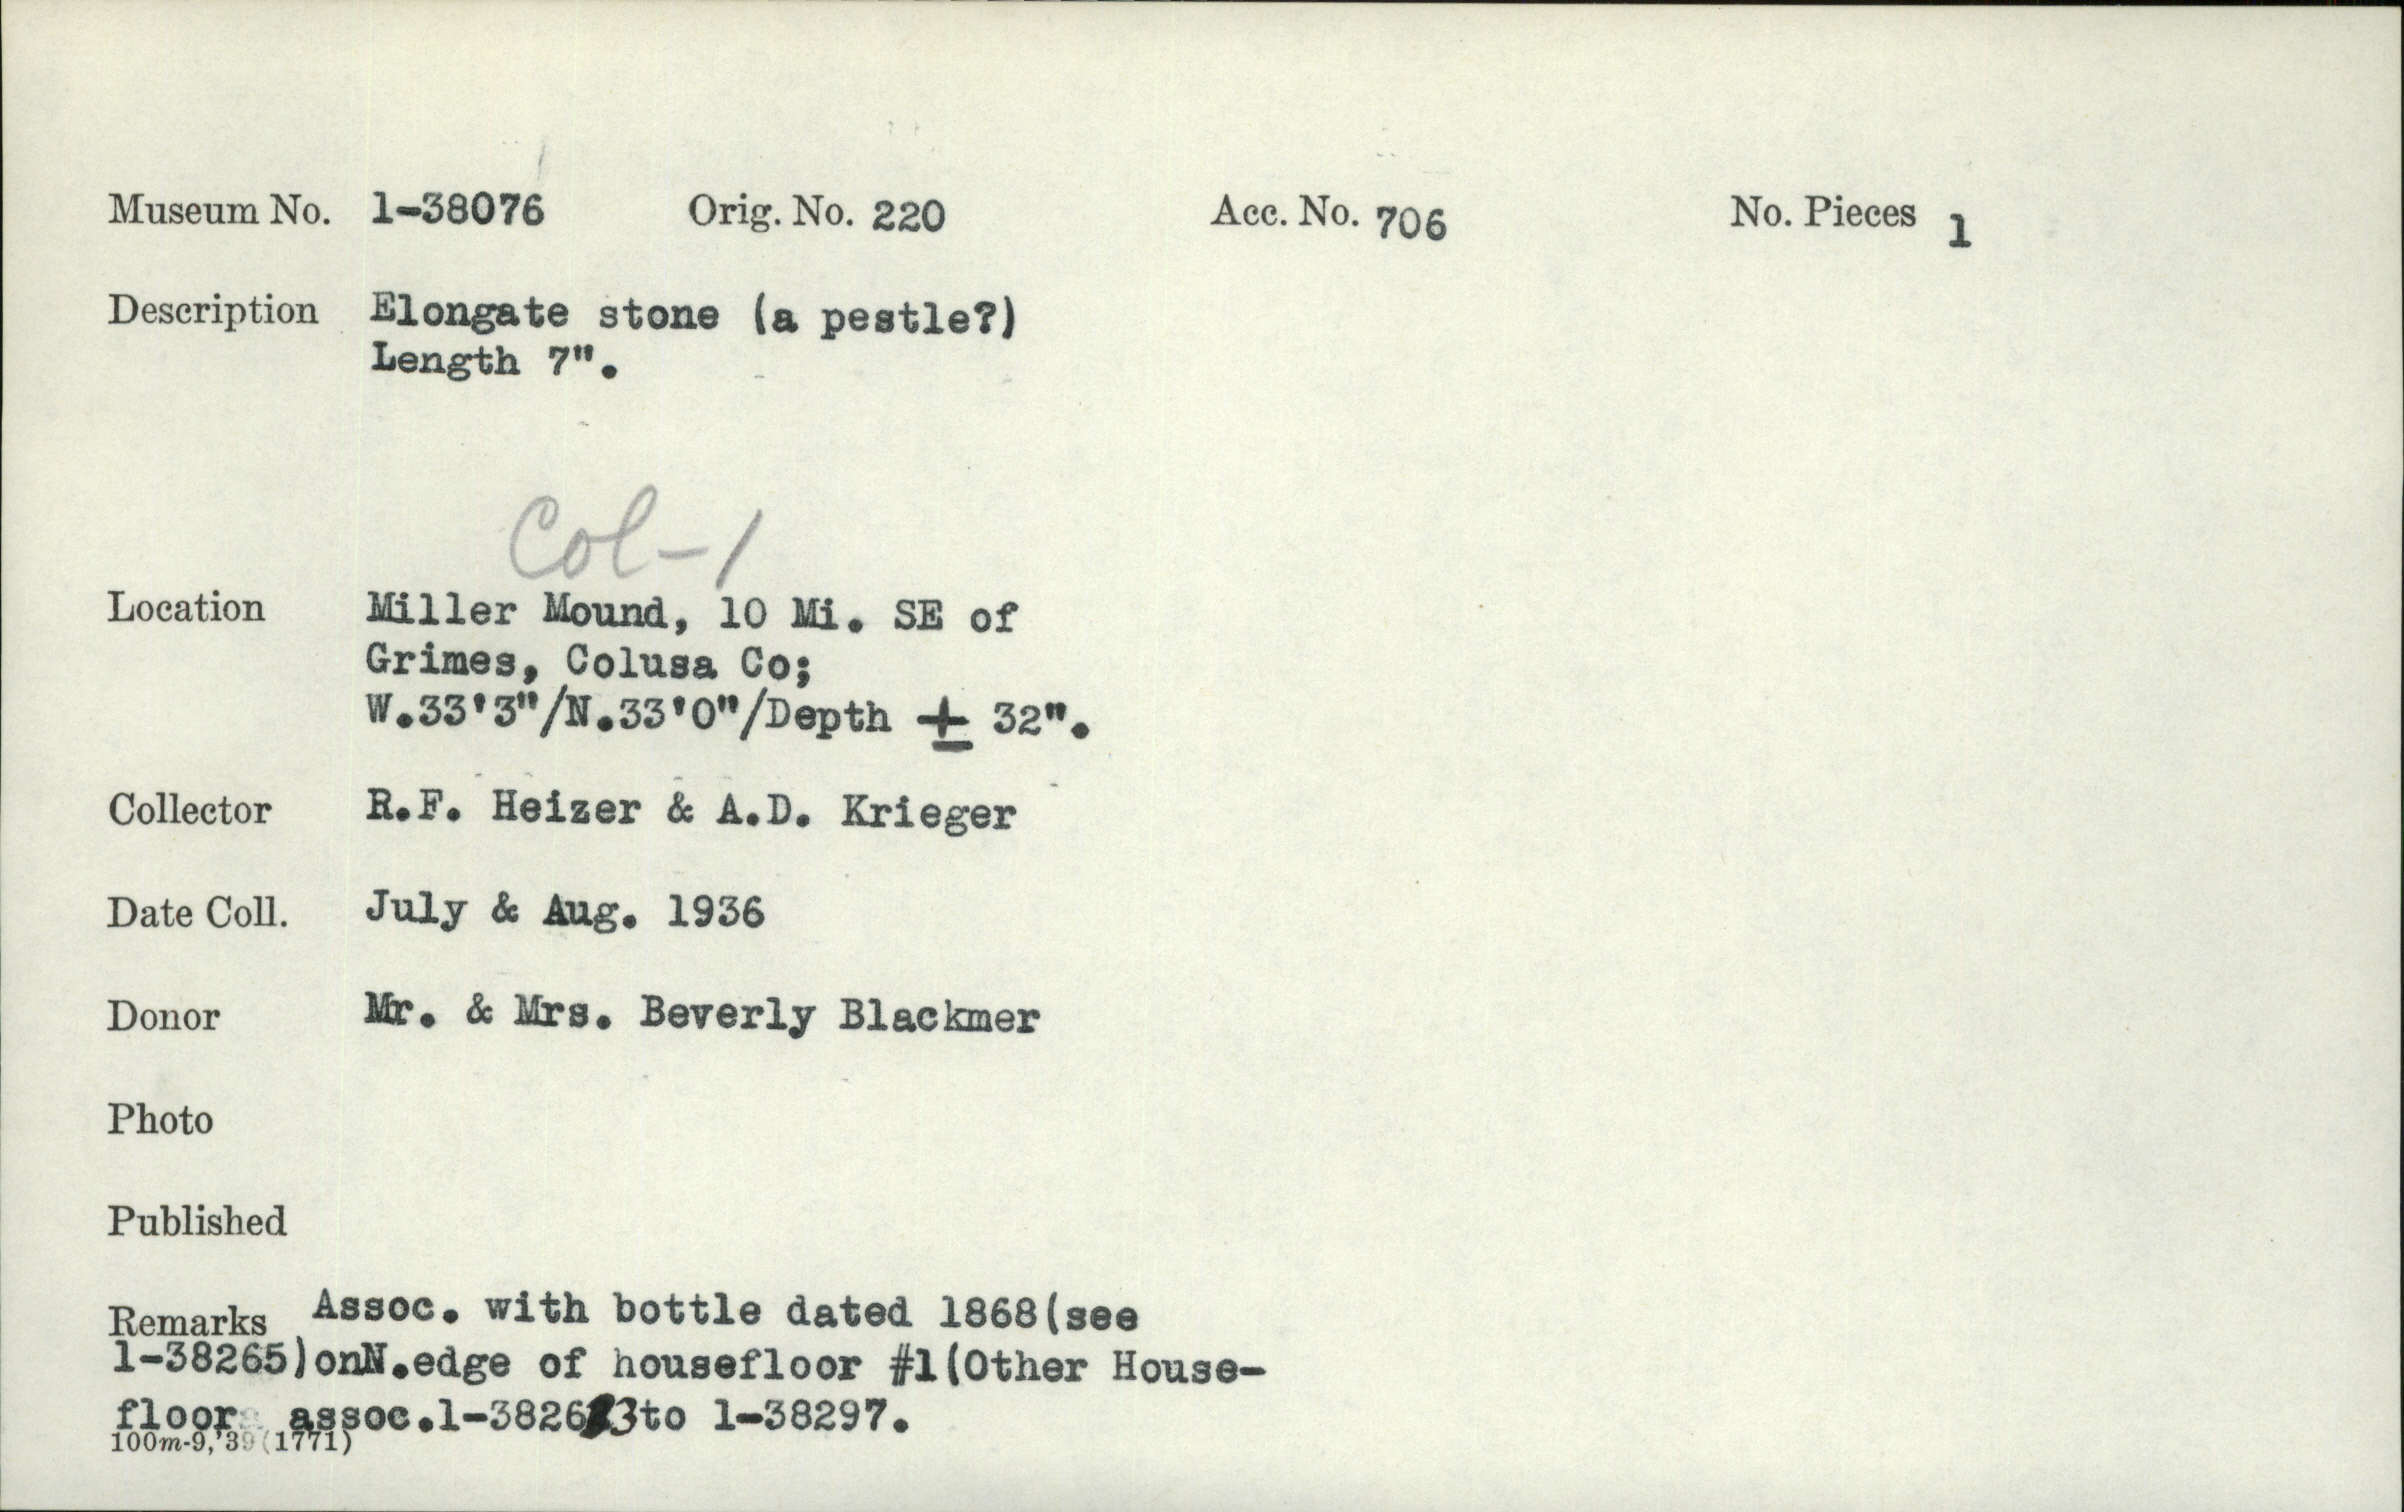 Museum No. 1-38076 Orig. No. 220 Acc. No. 706 No. Pieces 1
Description Elongate stone (a pestle?)
Length 7".
Col-1
Location Miller Mound, 10 Mi. SE of
Grimes, Colusa Co;
W.33'3"/N.33'0"/Depth ± 32".
Collector R.F. Heizer & A.D. Krieger
Date Coll. July & Aug. 1936
Donor Mr. & Mrs. Beverly Blackmer
Photo
Published
Remarks Assoc. with bottle dated 1868(see
1-38265)onN.edge of housefloor #1(Other House-
floor assoc.1-38263to 1-38297.
100m-9,'39(1771)